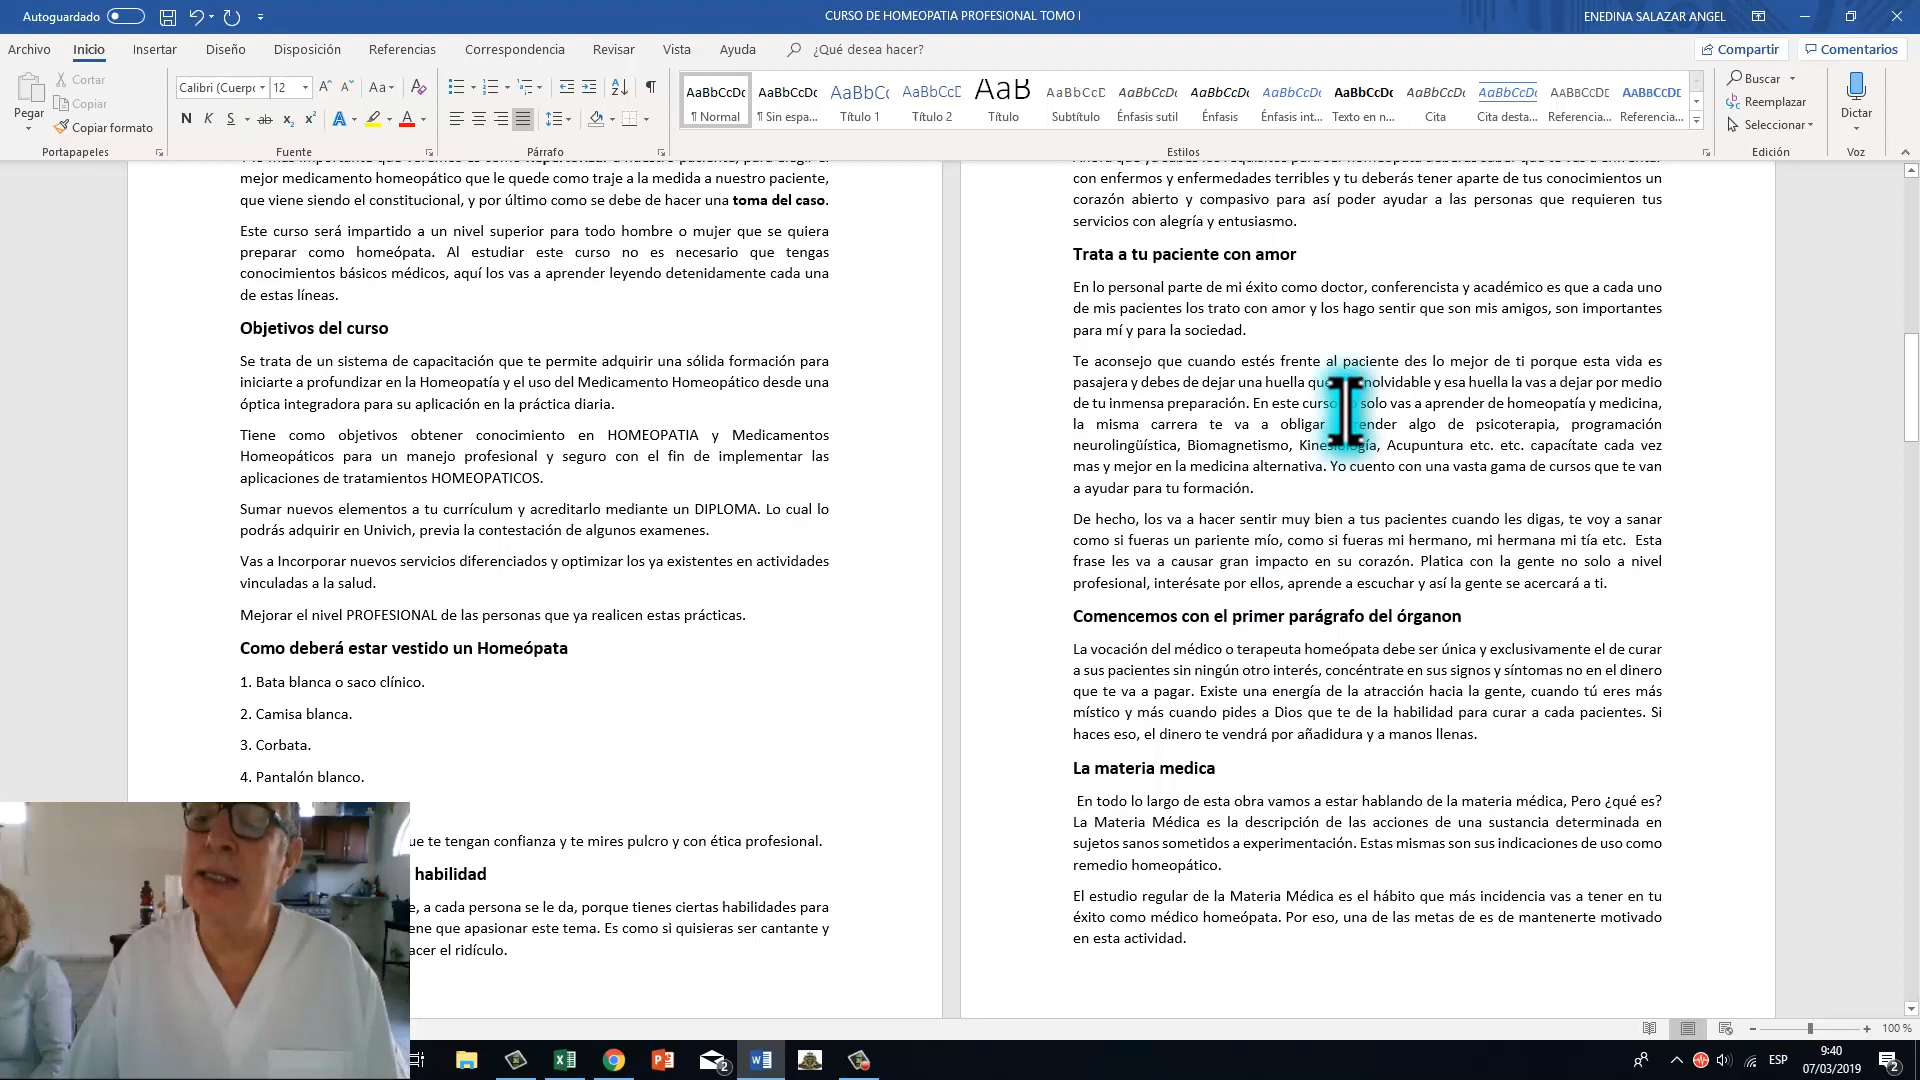 Autoguardado
CURSO DE HOMEOPATIA PROFESIONAL TOMO I
ENEDINA SALAZAR ANGEL
Archivo Inicio Insertar Diseño Disposición Referencias Correspondencia Revisar Vista Ayuda ¿Qué desea hacer? Compartir Comentarios
Pegar
Cortar
Copiar
Copiar formato
Portapapeles
Calibri (Cuerpo 12
Aa
N K S ab x₂ x² A A
Fuente
Párrafo
AaBbCcDc AaBbCcDc AaBbCc AaBbCcD AaB AaBbCcD AaBbCcDc AaBbCcDc AaBbCcDc AaBbCcDc AaBbCcDc AaBbCcDc AABBCCDE AABBCCDE
¶ Normal ¶ Sin espa... Título 1 Título 2 Título Subtítulo Énfasis sutil Énfasis Énfasis int... Texto en n... Cita Cita desta... Referencia... Referencia...
Estilos
Buscar
Reemplazar
Seleccionar
Edición
Dictar
Voz
mejor medicamento homeopático que le quede como traje a la medida a nuestro paciente,
que viene siendo el constitucional, y por último como se debe de hacer una toma del caso.
Este curso será impartido a un nivel superior para todo hombre o mujer que se quiera
preparar como homeópata. Al estudiar este curso no es necesario que tengas
conocimientos básicos médicos, aquí los vas a aprender leyendo detenidamente cada una
de estas líneas.
Objetivos del curso
Se trata de un sistema de capacitación que te permite adquirir una sólida formación para
iniciarte a profundizar en la Homeopatía y el uso del Medicamento Homeopático desde una
óptica integradora para su aplicación en la práctica diaria.
Tiene como objetivos obtener conocimiento en HOMEOPATIA y Medicamentos
Homeopáticos para un manejo profesional y seguro con el fin de implementar las
aplicaciones de tratamientos HOMEOPATICOS.
Sumar nuevos elementos a tu currículum y acreditarlo mediante un DIPLOMA. Lo cual lo
podrás adquirir en Univich, previa la contestación de algunos examenes.
Vas a Incorporar nuevos servicios diferenciados y optimizar los ya existentes en actividades
vinculadas a la salud.
Mejorar el nivel PROFESIONAL de las personas que ya realicen estas prácticas.
Como deberá estar vestido un Homeópata
1. Bata blanca o saco clínico.
2. Camisa blanca.
3. Corbata.
4. Pantalón blanco.
ue te tengan confianza y te mires pulcro y con ética profesional.
habilidad
e, a cada persona se le da, porque tienes ciertas habilidades para
ene que apasionar este tema. Es como si quisieras ser cantante y
acer el ridículo.
con enfermos y enfermedades terribles y tu deberás tener aparte de tus conocimientos un
corazón abierto y compasivo para así poder ayudar a las personas que requieren tus
servicios con alegría y entusiasmo.
Trata a tu paciente con amor
En lo personal parte de mi éxito como doctor, conferencista y académico es que a cada uno
de mis pacientes los trato con amor y los hago sentir que son mis amigos, son importantes
para mí y para la sociedad.
Te aconsejo que cuando estés frente al paciente des lo mejor de ti porque esta vida es
pasajera y debes de dejar una huella que inolvidable y esa huella la vas a dejar por medio
de tu inmensa preparación. En este curso solo vas a aprender de homeopatía y medicina,
la misma carrera te va a obligar algo de psicoterapia, programación
neurolingüística, Biomagnetismo, Kinesiología, Acupuntura etc. etc. capacítate cada vez
mas y mejor en la medicina alternativa. Yo cuento con una vasta gama de cursos que te van
a ayudar para tu formación.
De hecho, los va a hacer sentir muy bien a tus pacientes cuando les digas, te voy a sanar
como si fueras un pariente mío, como si fueras mi hermano, mi hermana mi tía etc. Esta
frase les va a causar gran impacto en su corazón. Platica con la gente no solo a nivel
profesional, interésate por ellos, aprende a escuchar y así la gente se acercará a ti.
Comencemos con el primer parágrafo del órganon
La vocación del médico o terapeuta homeópata debe ser única y exclusivamente el de curar
a sus pacientes sin ningún otro interés, concéntrate en sus signos y síntomas no en el dinero
que te va a pagar. Existe una energía de la atracción hacia la gente, cuando tú eres más
místico y más cuando pides a Dios que te de la habilidad para curar a cada pacientes. Si
haces eso, el dinero te vendrá por añadidura y a manos llenas.
La materia medica
En todo lo largo de esta obra vamos a estar hablando de la materia médica, Pero ¿qué es?
La Materia Médica es la descripción de las acciones de una sustancia determinada en
sujetos sanos sometidos a experimentación. Estas mismas son sus indicaciones de uso como
remedio homeopático.
El estudio regular de la Materia Médica es el hábito que más incidencia vas a tener en tu
éxito como médico homeópata. Por eso, una de las metas de es de mantenerte motivado
en esta actividad.
100 %
2
ESP
9:40
07/03/2019
2